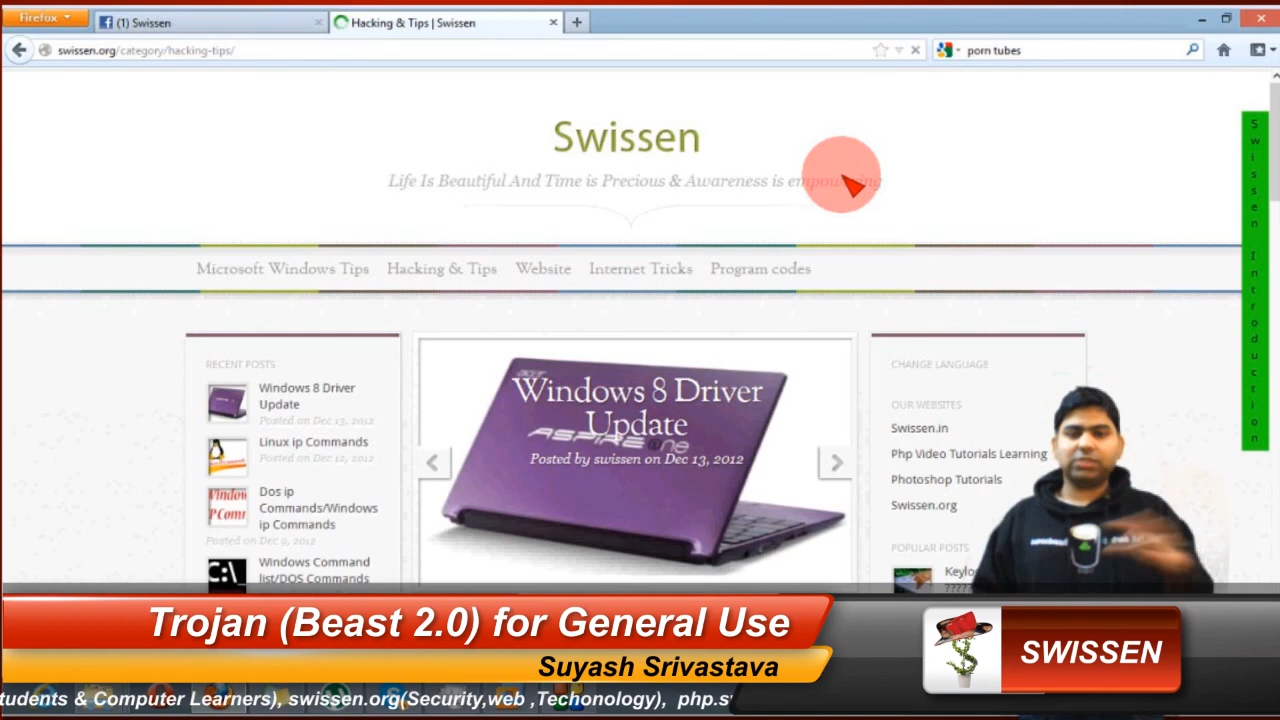 Firefox
(1) Swissen
Hacking & Tips | Swissen
swissen.org/category/hacking-tips/
porn tubes
Swissen
Life Is Beautiful And Time is Precious & Awareness is empowering
Microsoft Windows Tips
Hacking & Tips
Website
Internet Tricks
Program codes
RECENT POSTS
Windows 8 Driver
Update
Posted on Dec 13, 2012
Linux ip Commands
Posted on Dec 12, 2012
Dos ip
Commands/Windows
ip Commands
Posted on Dec 9, 2012
Windows Command
list/DOS Commands
C:\
acer
Windows 8 Driver
Update
ASPIRE one
Posted by swissen on Dec 13, 2012
CHANGE LANGUAGE
OUR WEBSITES
Swissen.in
Php Video Tutorials Learning
Photoshop Tutorials
Swissen.org
POPULAR POSTS
Keylo
Swissen Introduction
Trojan (Beast 2.0) for General Use
Suyash Srivastava
SWISSEN
tudents & Computer Learners), swissen.org(Security,web ,Techonology), php.s